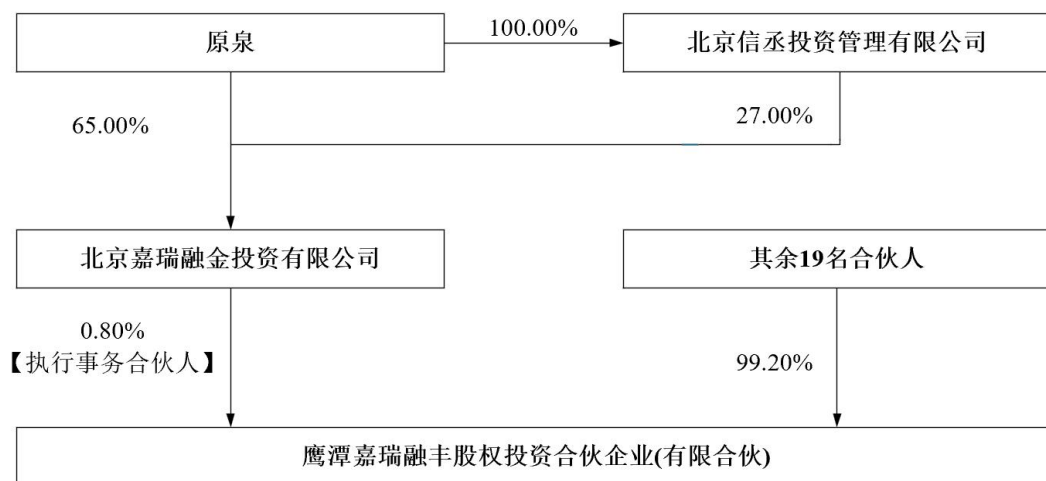 原泉
100.00%
北京信丞投资管理有限公司
65.00%
27.00%
北京嘉瑞融金投资有限公司
其余19名合伙人
0.80%
【执行事务合伙人】
99.20%
鹰潭嘉瑞融丰股权投资合伙企业(有限合伙)